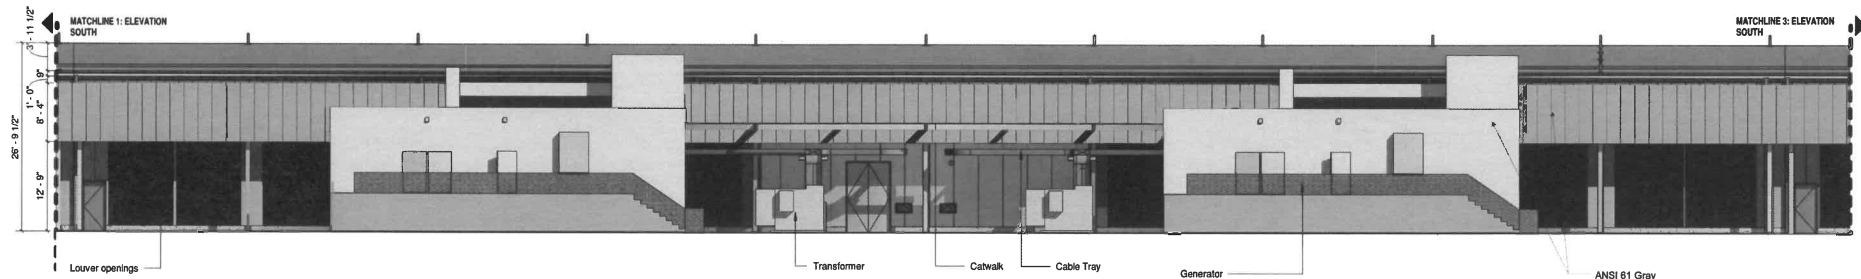 MATCHLINE 1: ELEVATION
SOUTH
MATCHLINE 3: ELEVATION
SOUTH
3' - 11 1/2"
9"
1' - 0"
8' - 4"
26' - 9 1/2"
12' - 9"
Louver openings
Transformer
Catwalk
Cable Tray
Generator
ANSI 61 Gray